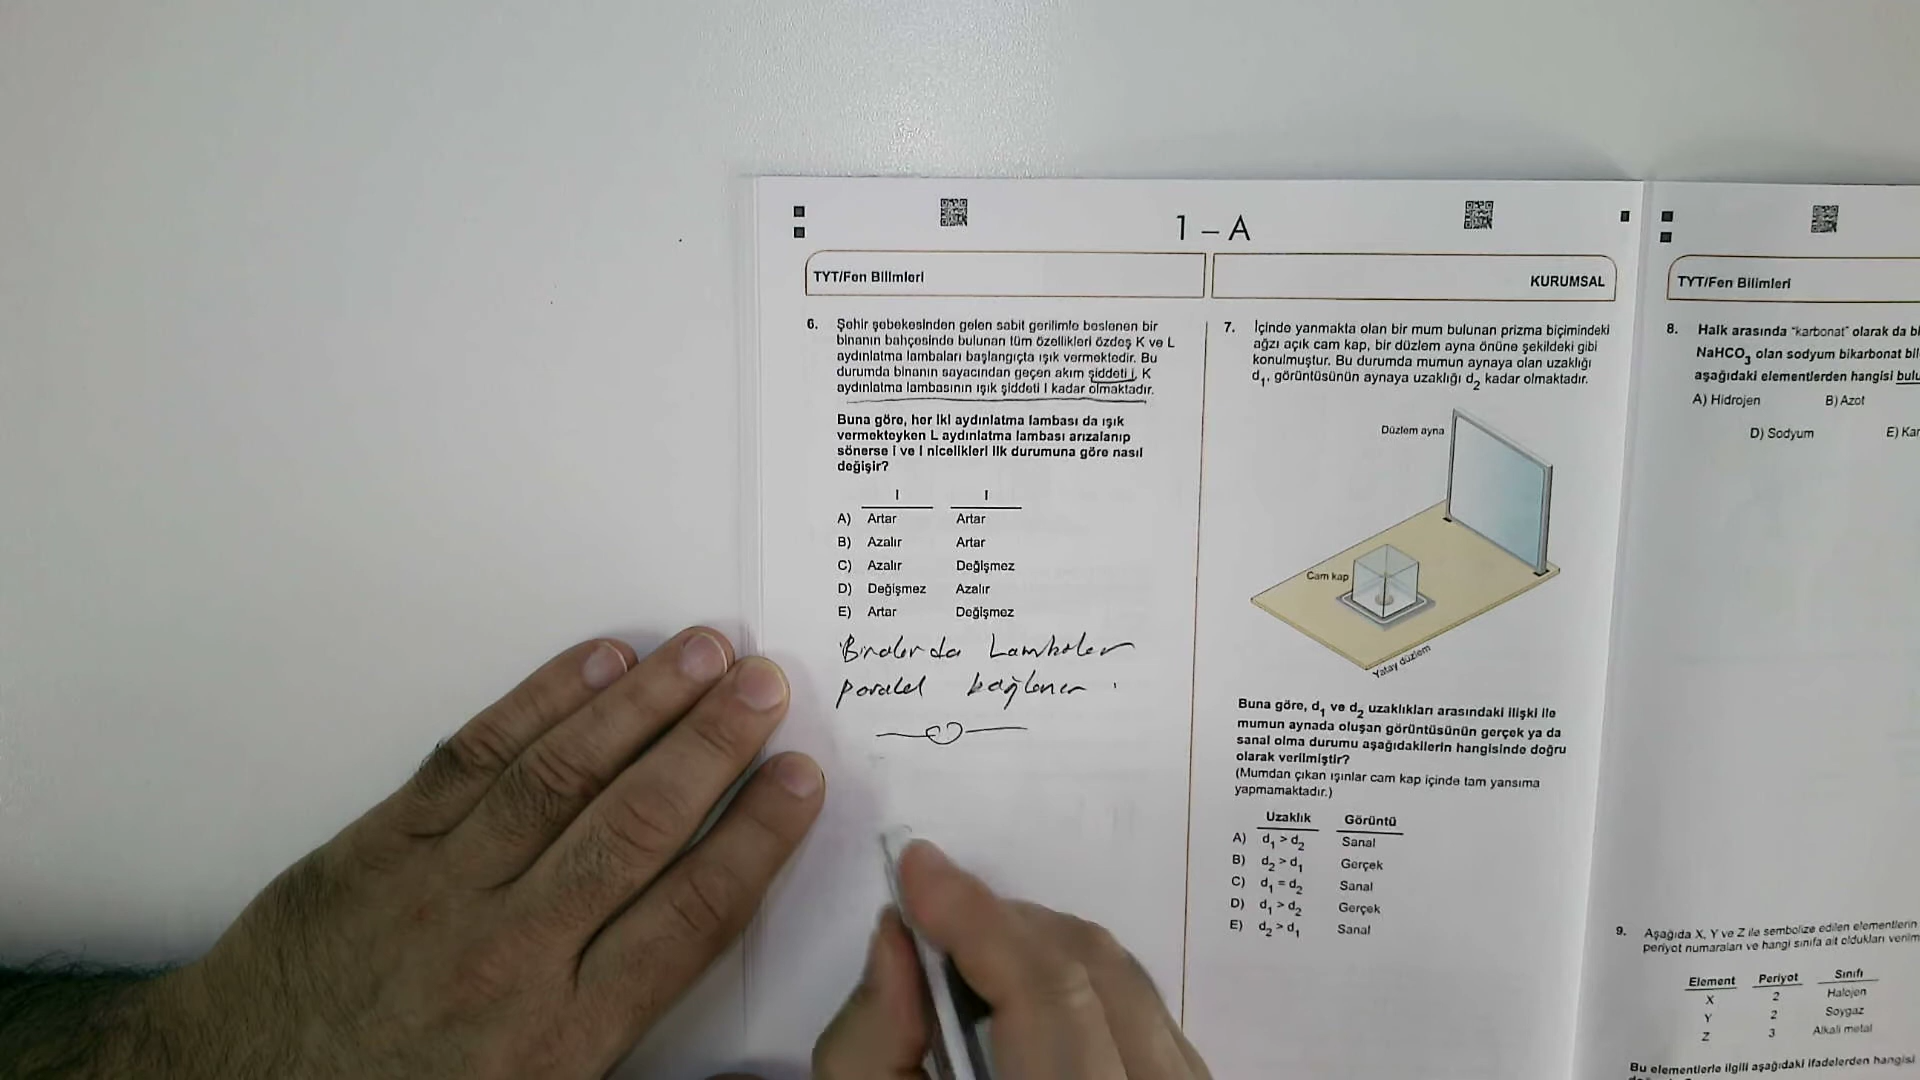 1 – A
TYT/Fen Bilimleri
KURUMSAL
6. Şehir şebekesinden gelen sabit gerilimle beslenen bir
binanın bahçesinde bulunan tüm özellikleri özdeş K ve L
aydınlatma lambaları başlangıçta ışık vermektedir. Bu
durumda binanın sayacından geçen akım şiddeti i, K
aydınlatma lambasının ışık şiddeti I kadar olmaktadır.
Buna göre, her iki aydınlatma lambası da ışık
vermekteyken L aydınlatma lambası arızalanıp
sönerse i ve I nicelikleri ilk durumuna göre nasıl
değişir?
i I
A) Artar Artar
B) Azalır Artar
C) Azalır Değişmez
D) Değişmez Azalır
E) Artar Değişmez
Binalarda Lambalar
paralel bağlanır.
7. İçinde yanmakta olan bir mum bulunan prizma biçimindeki
ağzı açık cam kap, bir düzlem ayna önüne şekildeki gibi
konulmuştur. Bu durumda mumun aynaya olan uzaklığı
d₁, görüntüsünün aynaya uzaklığı d₂ kadar olmaktadır.
Düzlem ayna
Cam kap
Yatay düzlem
Buna göre, d₁ ve d₂ uzaklıkları arasındaki ilişki ile
mumun aynada oluşan görüntüsünün gerçek ya da
sanal olma durumu aşağıdakilerin hangisinde doğru
olarak verilmiştir?
(Mumdan çıkan ışınlar cam kap içinde tam yansıma
yapmamaktadır.)
Uzaklık Görüntü
A) d₁ > d₂ Sanal
B) d₂ > d₁ Gerçek
C) d₁ = d₂ Sanal
D) d₁ > d₂ Gerçek
E) d₂ > d₁ Sanal
TYT/Fen Bilimleri
8. Halk arasında "karbonat" olarak da
NaHCO₃ olan sodyum bikarbonat
aşağıdaki elementlerden hangisi
A) Hidrojen B) Azot
D) Sodyum E)
9. Aşağıda X, Y ve Z ile sembolize edilen elementlerin
periyot numaraları ve hangi sınıfa ait oldukları
Element Periyot Sınıfı
X 2 Halojen
Y 2 Soygaz
Z 3 Alkali metal
Bu elementlerle ilgili aşağıdaki ifadelerden hangisi